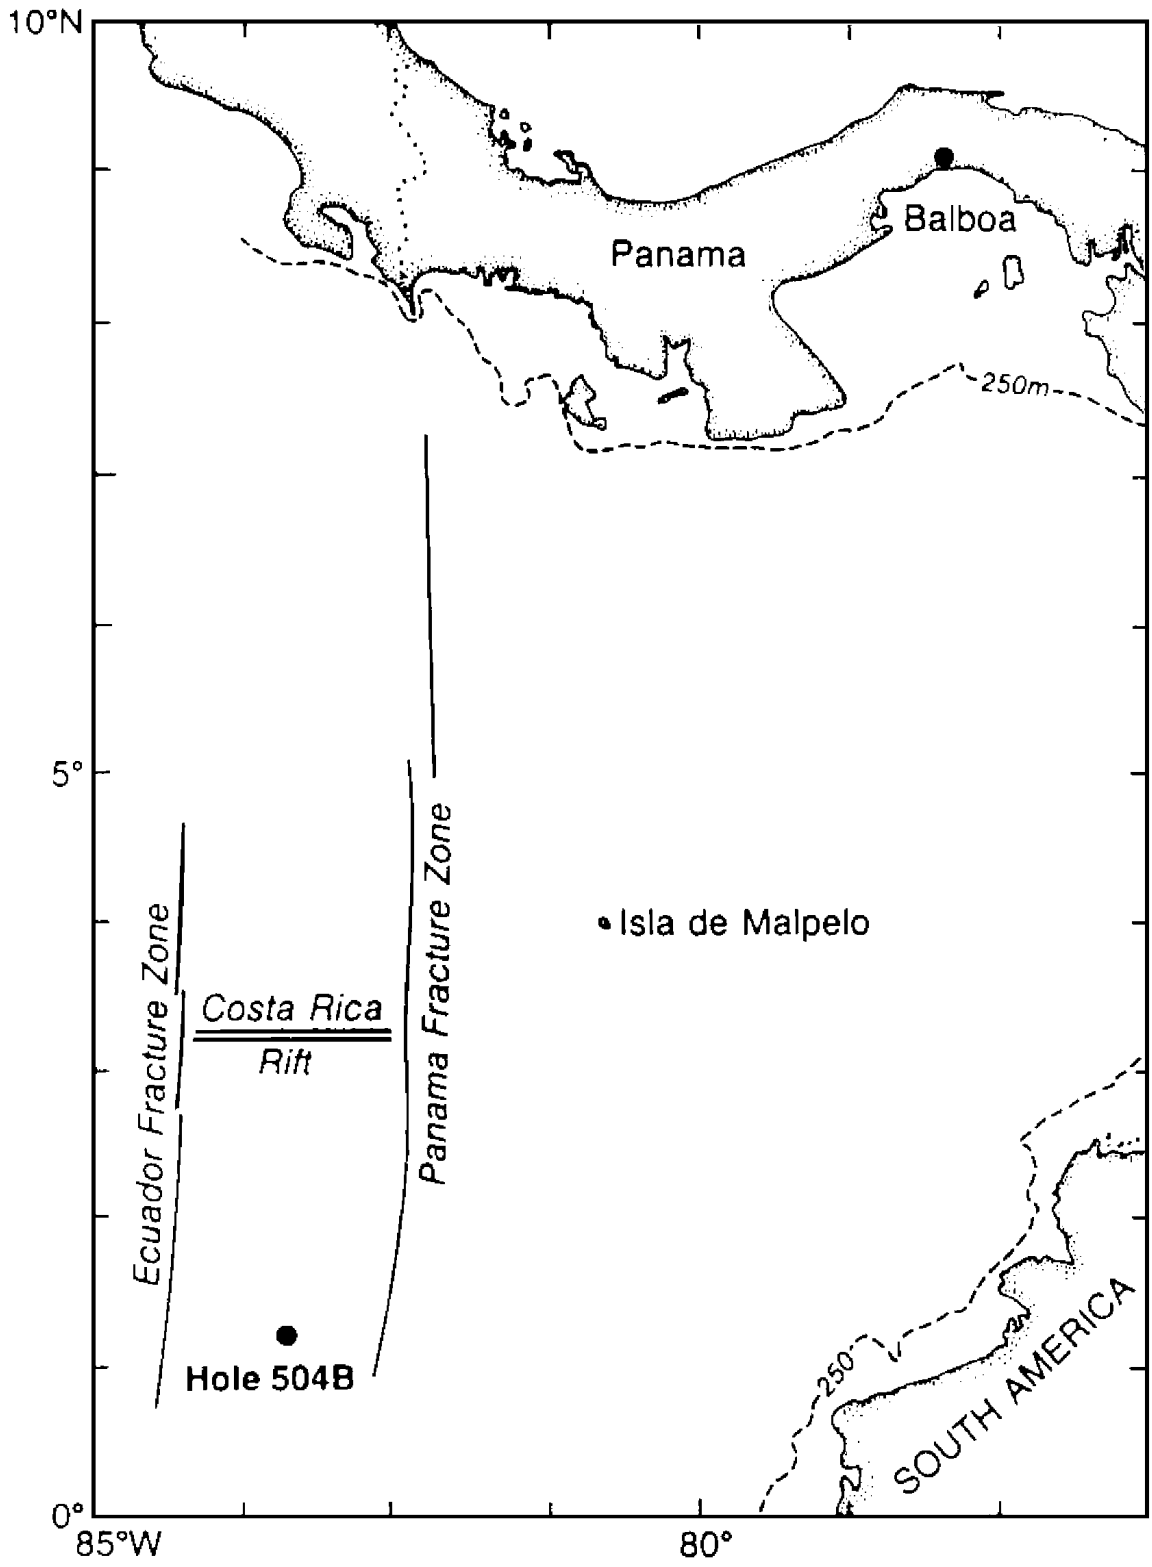 10°N
Balboa
Panama
250m
5°
Panama Fracture Zone
Isla de Malpelo
Ecuador Fracture Zone
Costa Rica
Rift
Hole 504B
250
SOUTH AMERICA
0°
85°W
80°